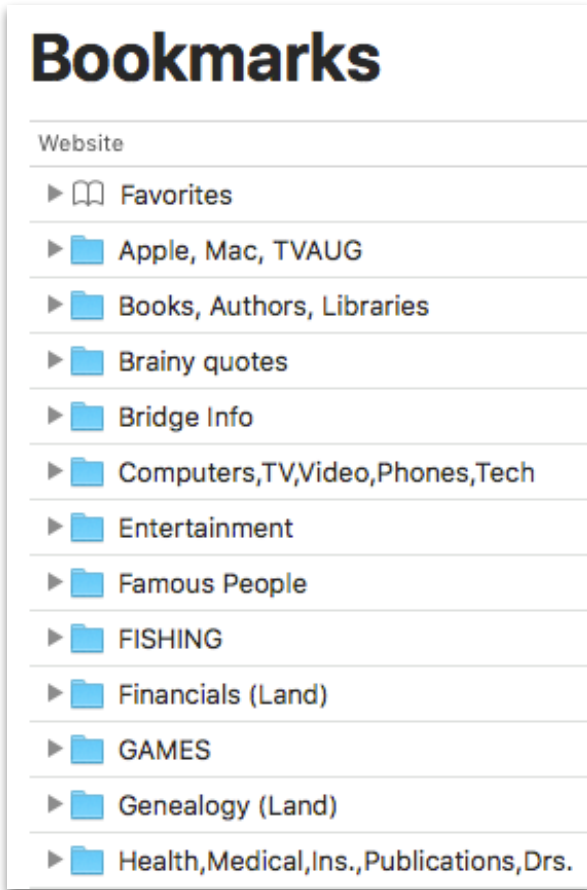 Bookmarks
Website
Favorites
Apple, Mac, TVAUG
Books, Authors, Libraries
Brainy quotes
Bridge Info
Computers,TV,Video,Phones,Tech
Entertainment
Famous People
FISHING
Financials (Land)
GAMES
Genealogy (Land)
Health,Medical,Ins.,Publications,Drs.